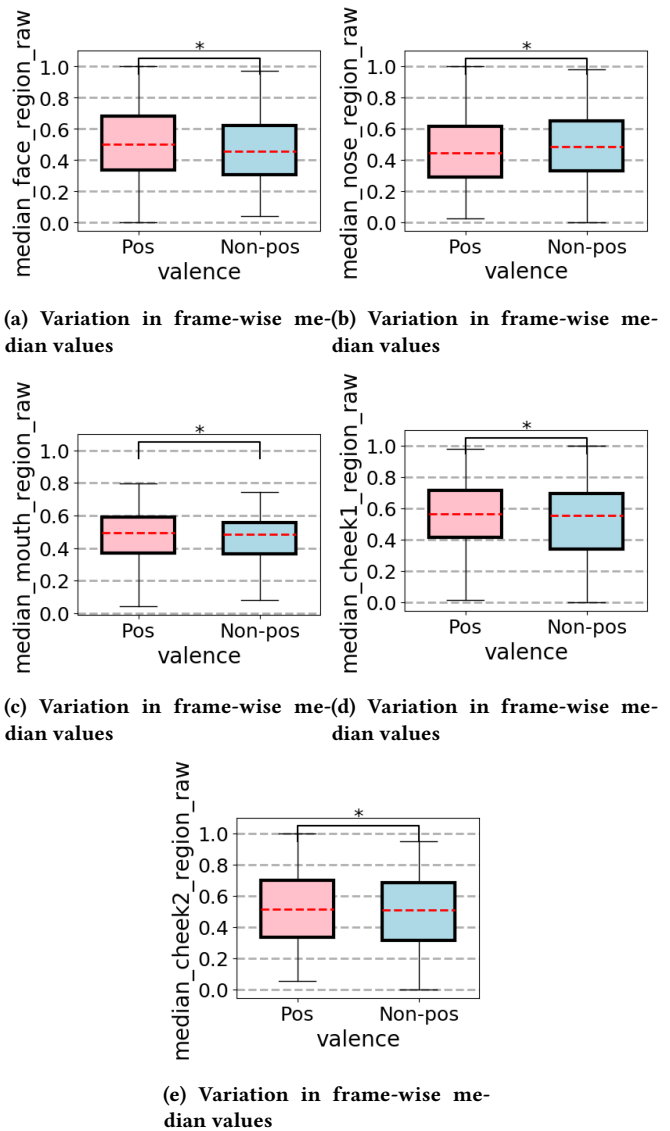 median_face_region_raw
1.0
0.8
0.6
0.4
0.2
0.0
*
Pos
Non-pos
valence
median_nose_region_raw
1.0
0.8
0.6
0.4
0.2
0.0
*
Pos
Non-pos
valence
(a) Variation in frame-wise me-
dian values
(b) Variation in frame-wise me-
dian values
median_mouth_region_raw
1.0
0.8
0.6
0.4
0.2
0.0
*
Pos
Non-pos
valence
median_cheek1_region_raw
1.0
0.8
0.6
0.4
0.2
0.0
*
Pos
Non-pos
valence
(c) Variation in frame-wise me-
dian values
(d) Variation in frame-wise me-
dian values
median_cheek2_region_raw
1.0
0.8
0.6
0.4
0.2
0.0
*
Pos
Non-pos
valence
(e) Variation in frame-wise me-
dian values